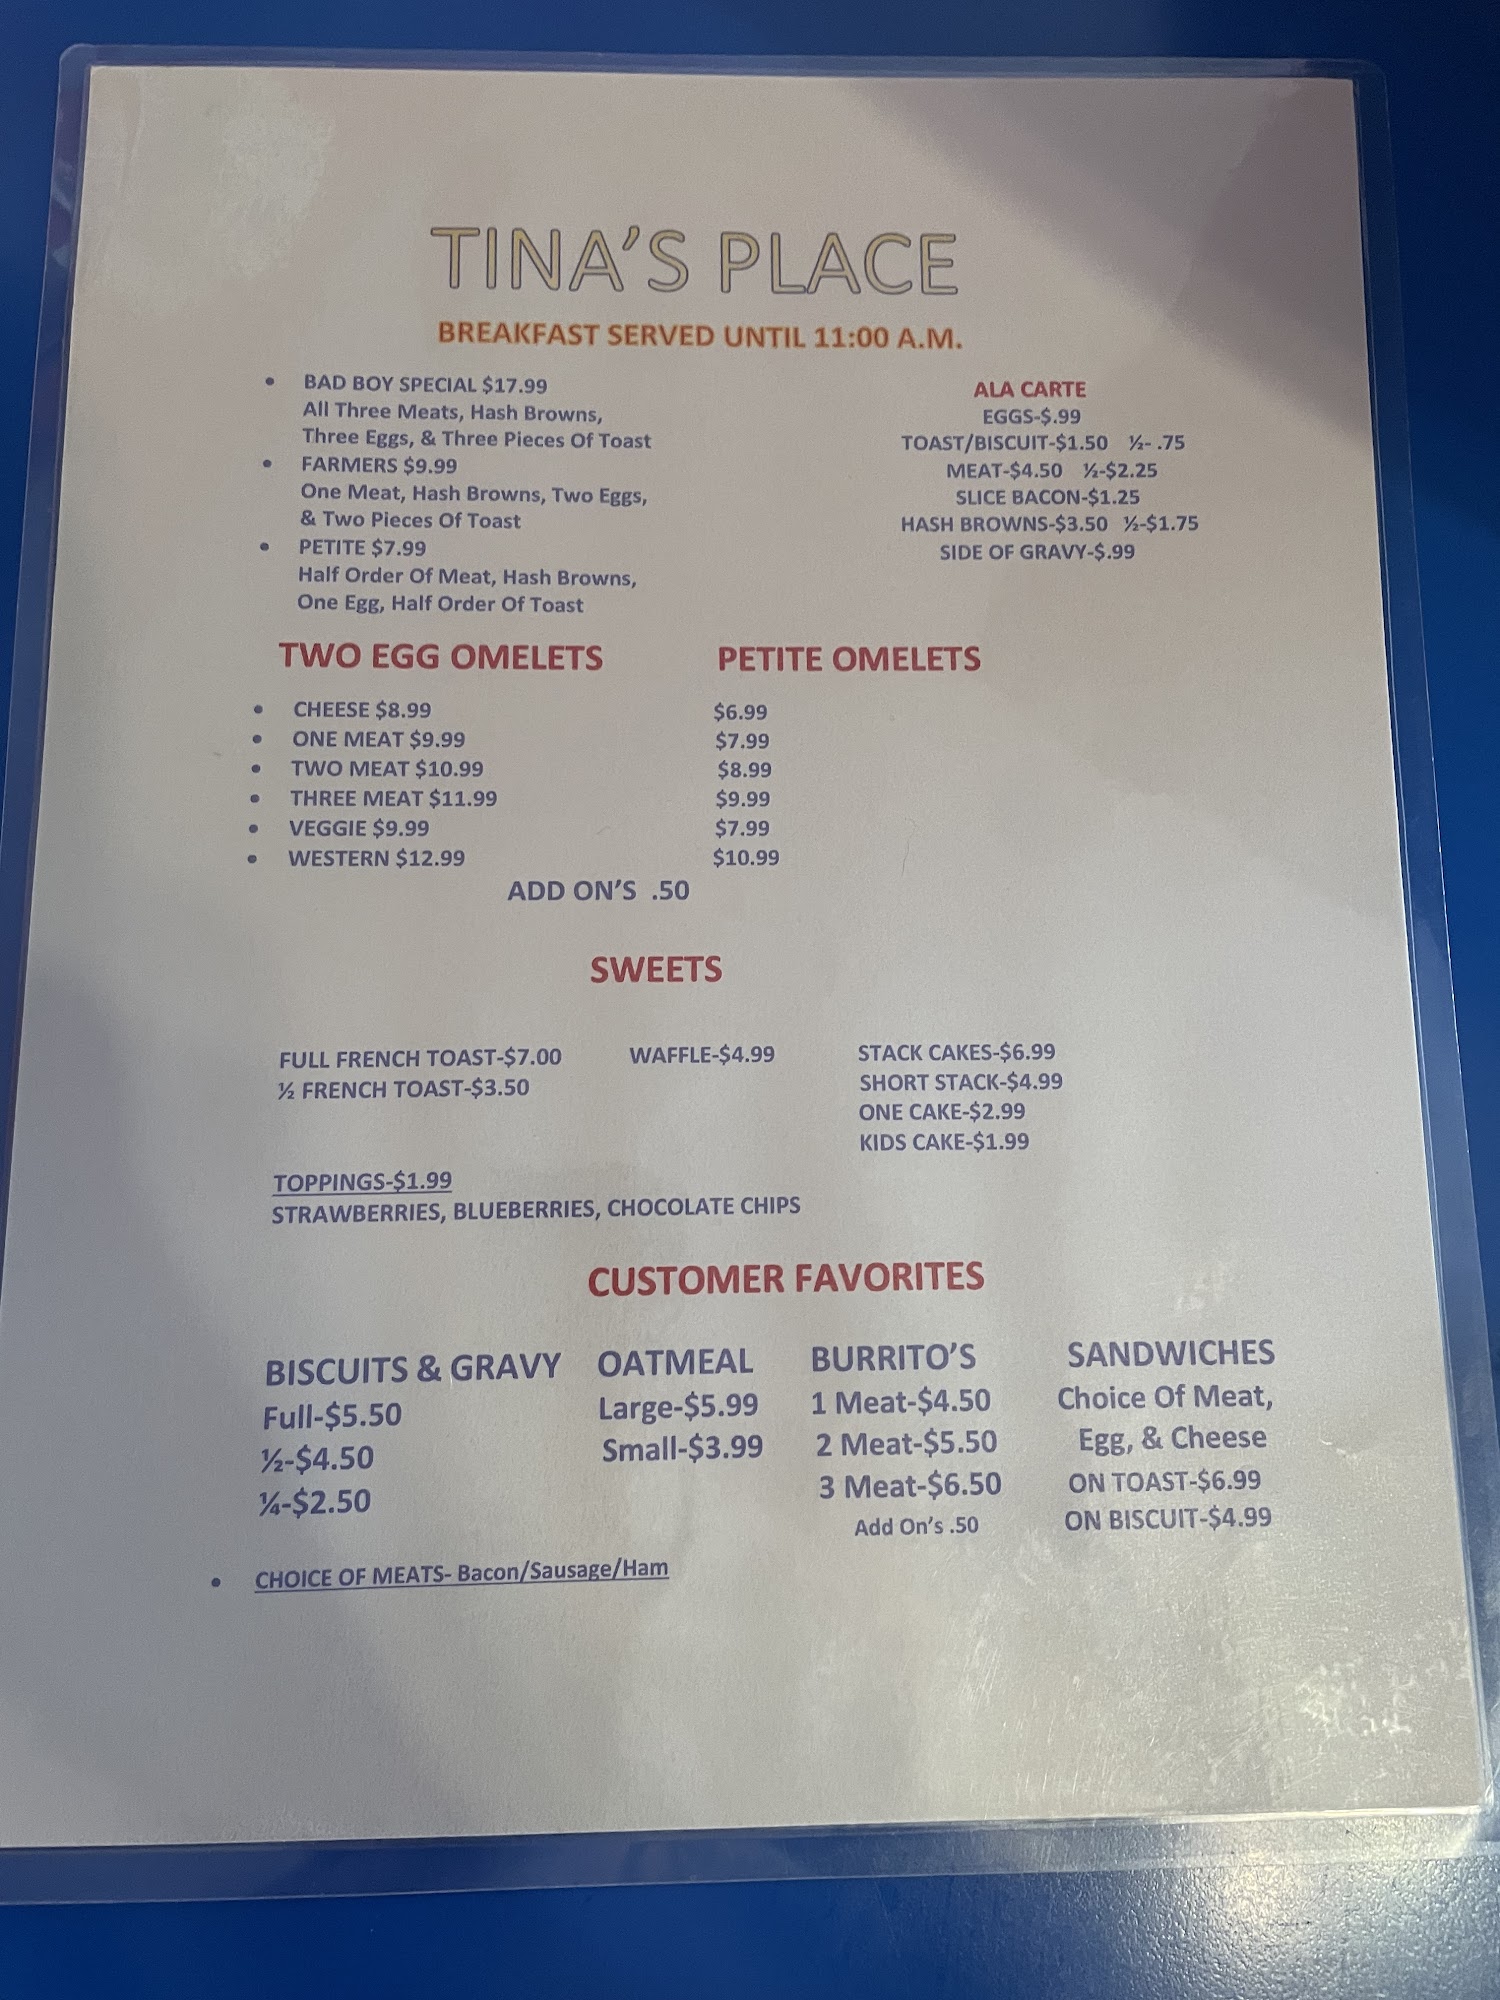 TINA'S PLACE
BREAKFAST SERVED UNTIL 11:00 A.M.
• BAD BOY SPECIAL $17.99
All Three Meats, Hash Browns,
Three Eggs, & Three Pieces Of Toast
• FARMERS $9.99
One Meat, Hash Browns, Two Eggs,
& Two Pieces Of Toast
• PETITE $7.99
Half Order Of Meat, Hash Browns,
One Egg, Half Order Of Toast
ALA CARTE
EGGS-$.99
TOAST/BISCUIT-$1.50 ½- .75
MEAT-$4.50 ½-$2.25
SLICE BACON-$1.25
HASH BROWNS-$3.50 ½-$1.75
SIDE OF GRAVY-$.99
TWO EGG OMELETS PETITE OMELETS
• CHEESE $8.99 $6.99
• ONE MEAT $9.99 $7.99
• TWO MEAT $10.99 $8.99
• THREE MEAT $11.99 $9.99
• VEGGIE $9.99 $7.99
• WESTERN $12.99 $10.99
ADD ON'S .50
SWEETS
FULL FRENCH TOAST-$7.00
½ FRENCH TOAST-$3.50
WAFFLE-$4.99
STACK CAKES-$6.99
SHORT STACK-$4.99
ONE CAKE-$2.99
KIDS CAKE-$1.99
TOPPINGS-$1.99
STRAWBERRIES, BLUEBERRIES, CHOCOLATE CHIPS
CUSTOMER FAVORITES
BISCUITS & GRAVY
Full-$5.50
½-$4.50
¼-$2.50
OATMEAL
Large-$5.99
Small-$3.99
BURRITO'S
1 Meat-$4.50
2 Meat-$5.50
3 Meat-$6.50
Add On's .50
SANDWICHES
Choice Of Meat,
Egg, & Cheese
ON TOAST-$6.99
ON BISCUIT-$4.99
• CHOICE OF MEATS- Bacon/Sausage/Ham